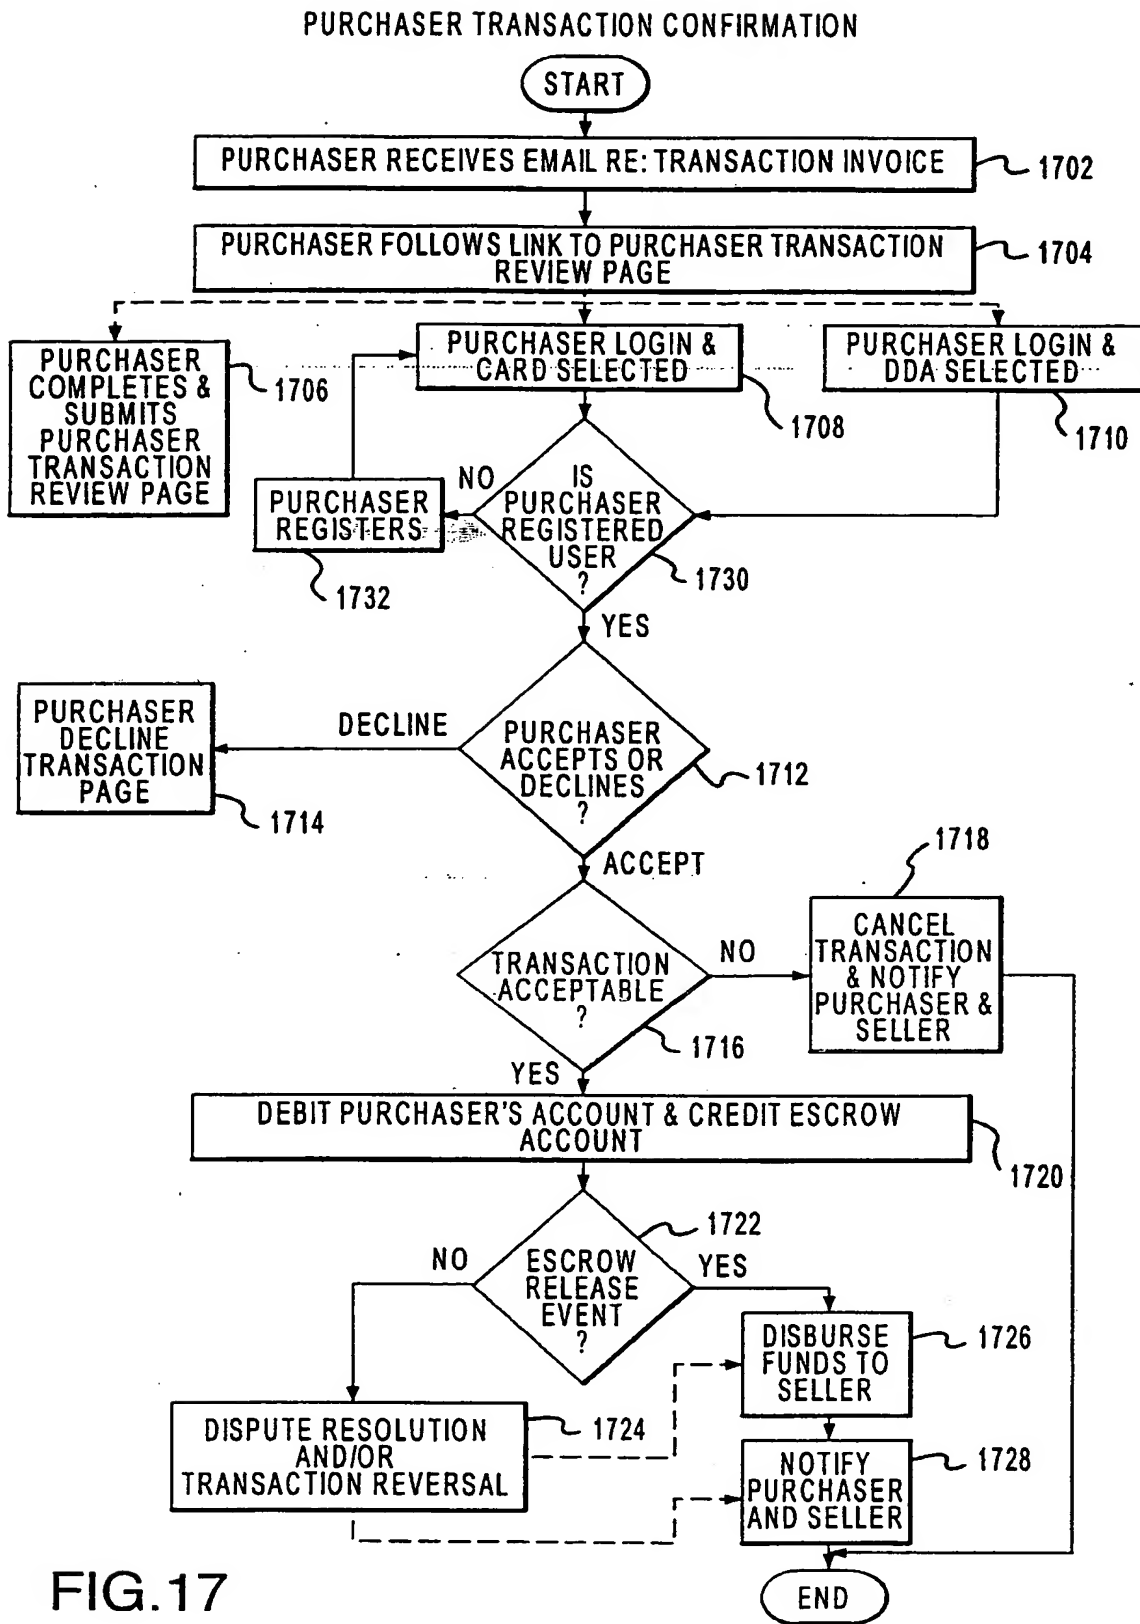 PURCHASER TRANSACTION CONFIRMATION
START
PURCHASER RECEIVES EMAIL RE: TRANSACTION INVOICE
1702
PURCHASER FOLLOWS LINK TO PURCHASER TRANSACTION
REVIEW PAGE
1704
PURCHASER
COMPLETES &
SUBMITS
PURCHASER
TRANSACTION
REVIEW PAGE
1706
PURCHASER LOGIN &
CARD SELECTED
1708
PURCHASER LOGIN &
DDA SELECTED
1710
IS
PURCHASER
REGISTERED
USER
?
1730
NO
PURCHASER
REGISTERS
1732
YES
PURCHASER
ACCEPTS OR
DECLINES
?
1712
DECLINE
PURCHASER
DECLINE
TRANSACTION
PAGE
1714
ACCEPT
TRANSACTION
ACCEPTABLE
?
1716
NO
1718
CANCEL
TRANSACTION
& NOTIFY
PURCHASER &
SELLER
YES
DEBIT PURCHASER'S ACCOUNT & CREDIT ESCROW
ACCOUNT
1720
ESCROW
RELEASE
EVENT
?
1722
NO
YES
DISPUTE RESOLUTION
AND/OR
TRANSACTION REVERSAL
1724
DISBURSE
FUNDS TO
SELLER
1726
NOTIFY
PURCHASER
AND SELLER
1728
END
FIG.17